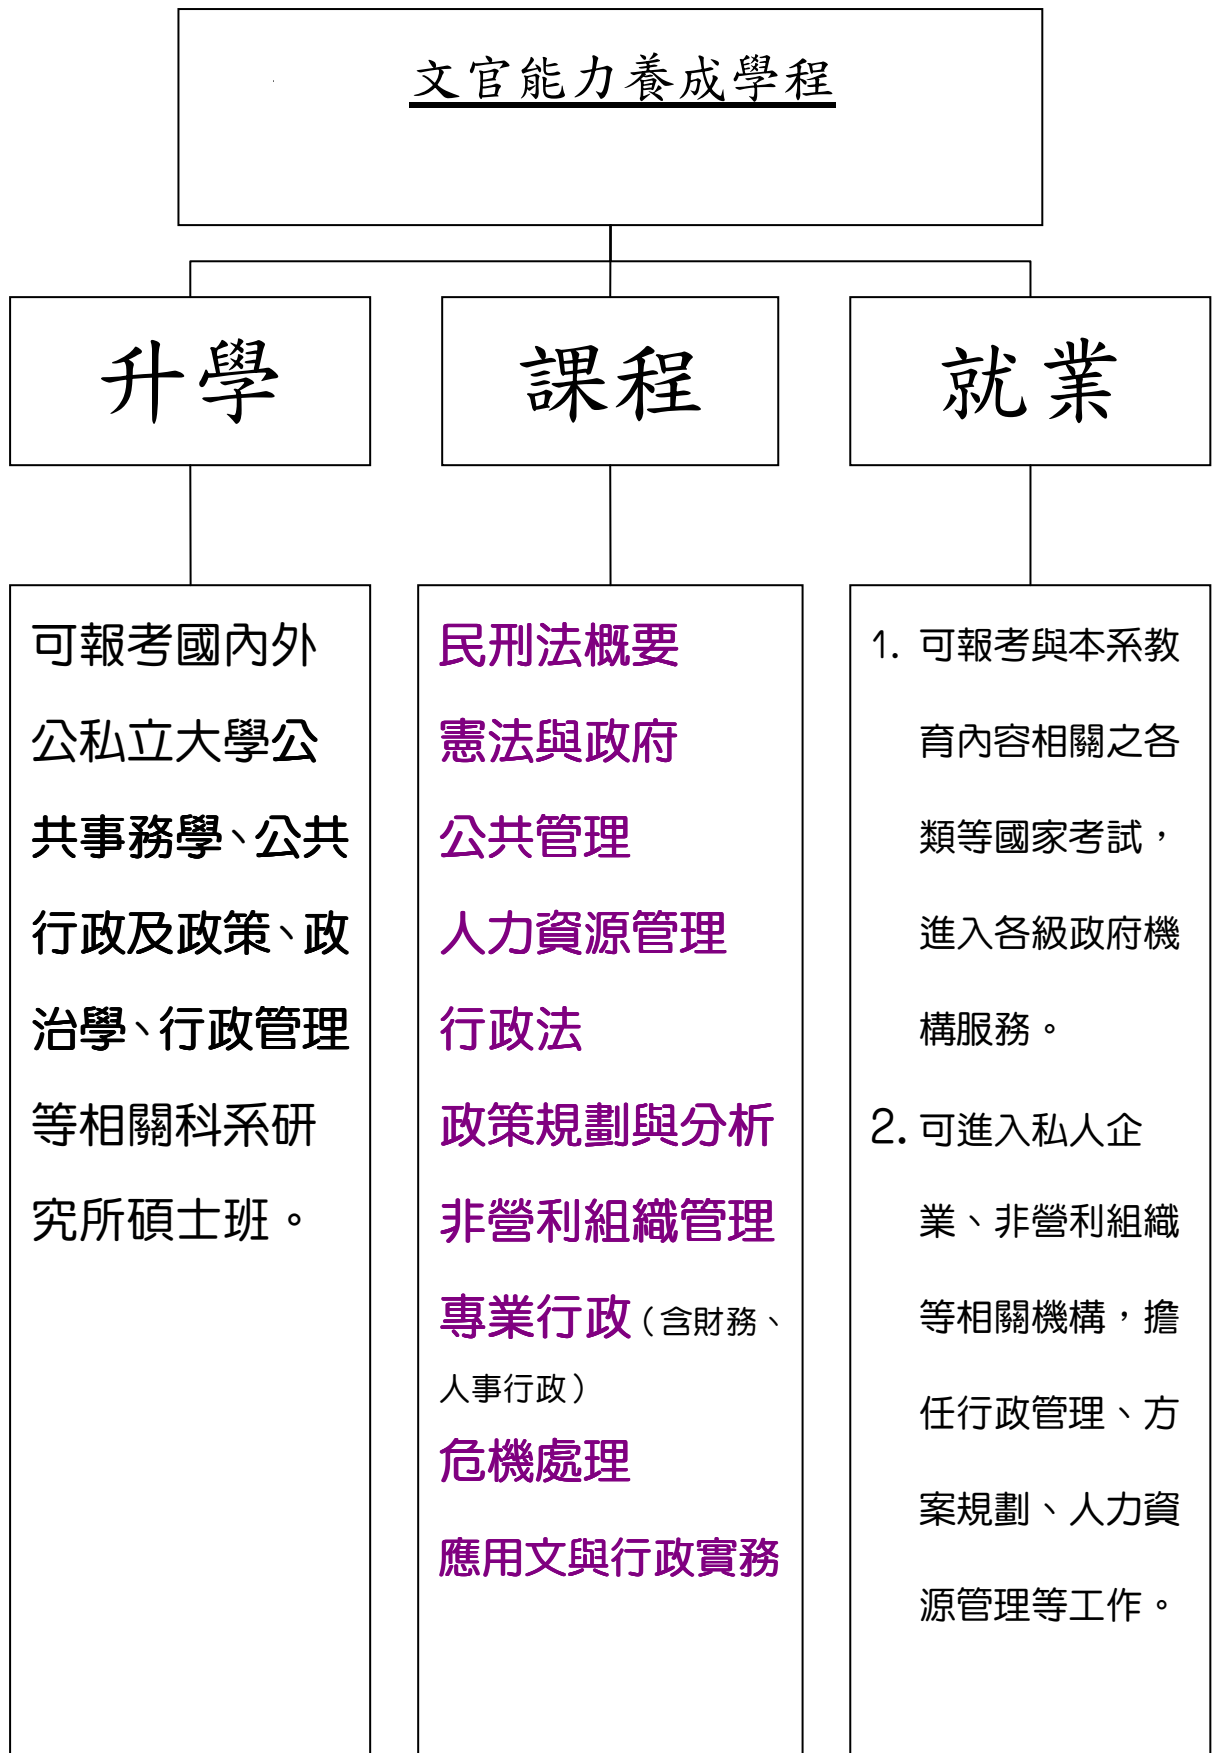 文官能力養成學程
升學
課程
就業
可報考國內外
公私立大學公
共事務學、公共
行政及政策、政
治學、行政管理
等相關科系研
究所碩士班。
民刑法概要
憲法與政府
公共管理
人力資源管理
行政法
政策規劃與分析
非營利組織管理
專業行政（含財務、
人事行政）
危機處理
應用文與行政實務
1. 可報考與本系教
育內容相關之各
類等國家考試，
進入各級政府機
構服務。
2. 可進入私人企
業、非營利組織
等相關機構，擔
任行政管理、方
案規劃、人力資
源管理等工作。